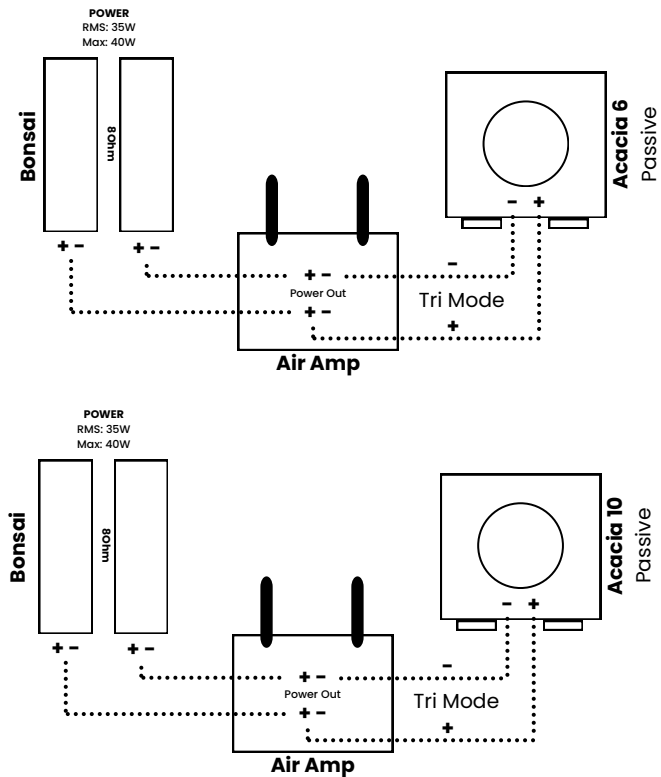 POWER
RMS: 35W
Max: 40W
Bonsai
8Ohm
Acacia 6
Passive
+ -
+ -
- +
+ -
Power Out
+ -
-
Tri Mode
+
Air Amp
POWER
RMS: 35W
Max: 40W
Bonsai
8Ohm
Acacia 10
Passive
+ -
+ -
- +
+ -
Power Out
+ -
-
Tri Mode
+
Air Amp